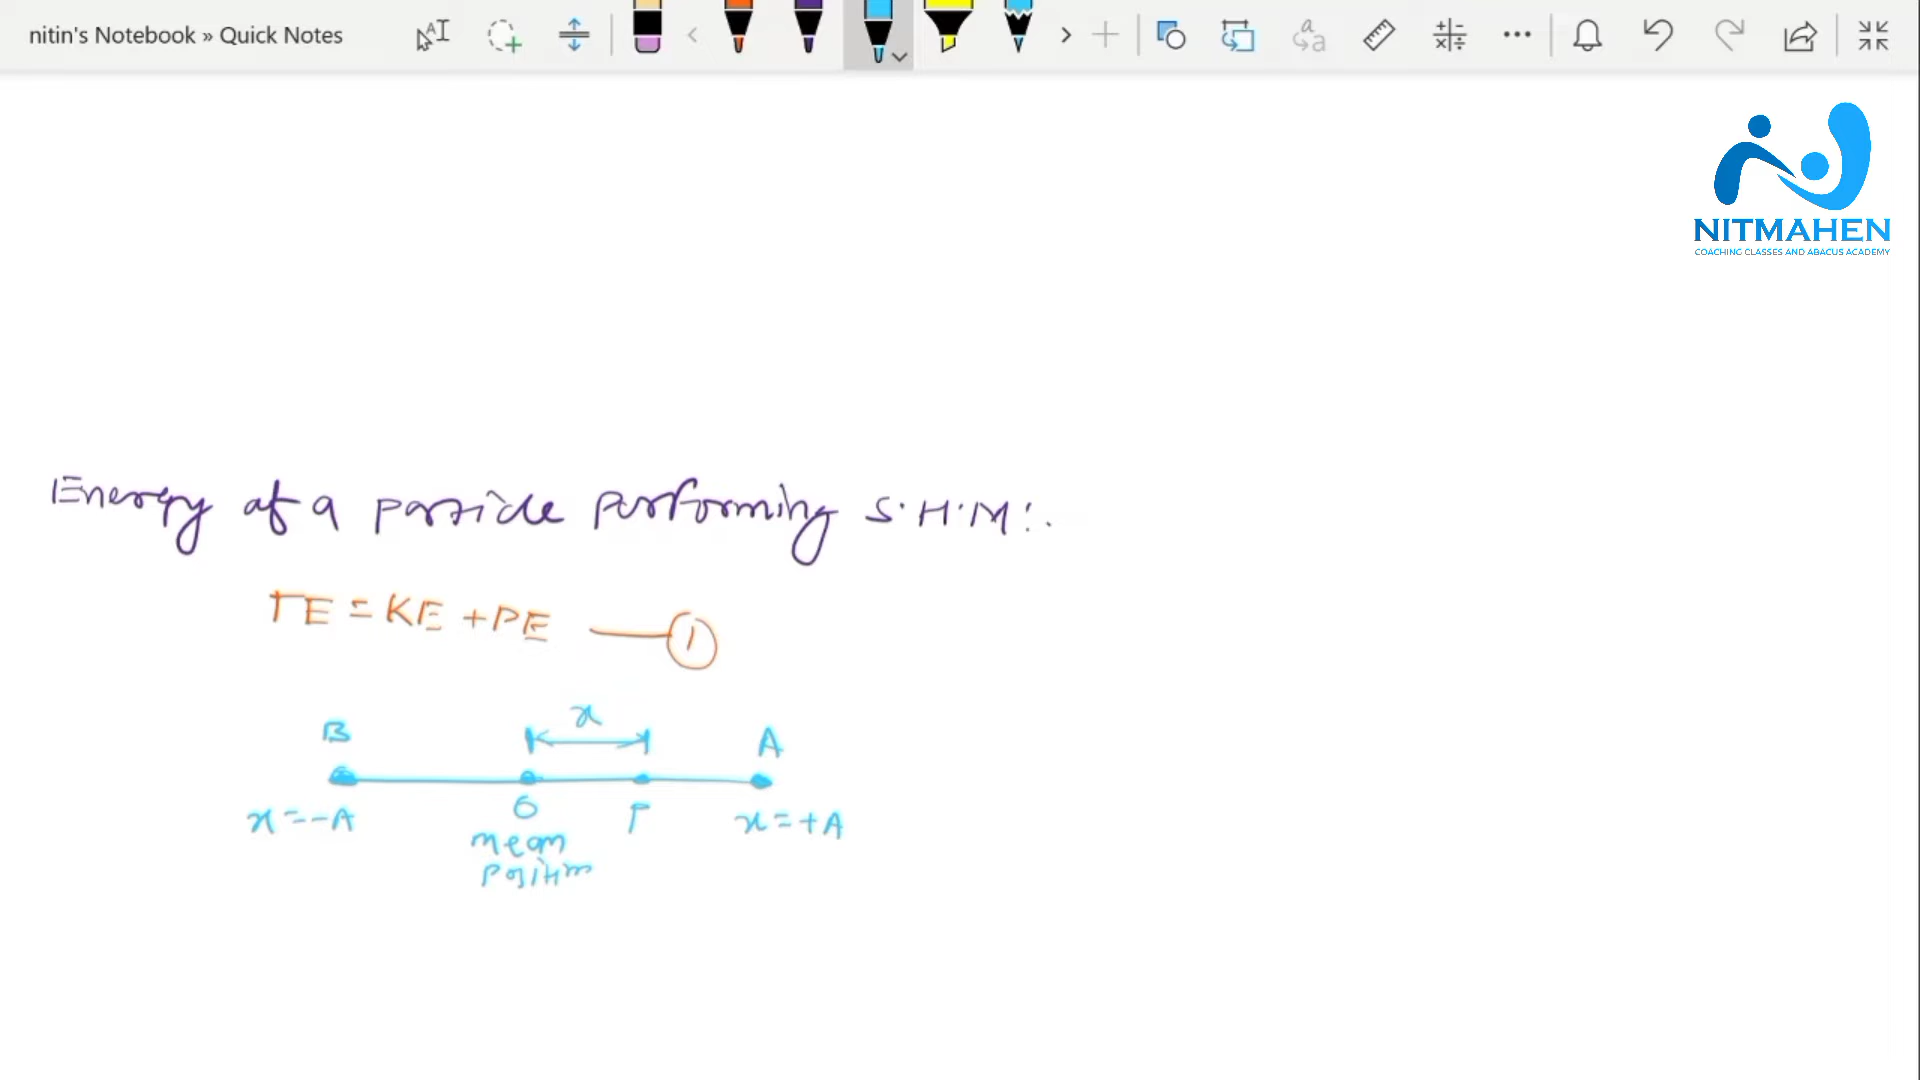 nitin's Notebook » Quick Notes
NITMAHEN
COACHING CLASSES AND ABACUS ACADEMY
Energy of a particle performing S.H.M:.
TE = KE + PE —— ①
x
B
A
O
P
x = -A
x = +A
mean
position